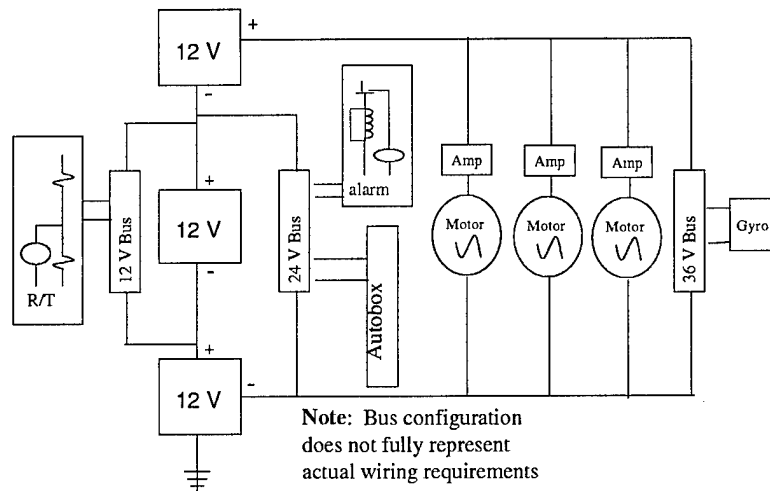 +
12 V
-
+
12 V
-
+
12 V
-
R/T
12 V Bus
24 V Bus
alarm
Autobox
Amp
Amp
Amp
Motor
Motor
Motor
36 V Bus
Gyro
Note: Bus configuration
does not fully represent
actual wiring requirements